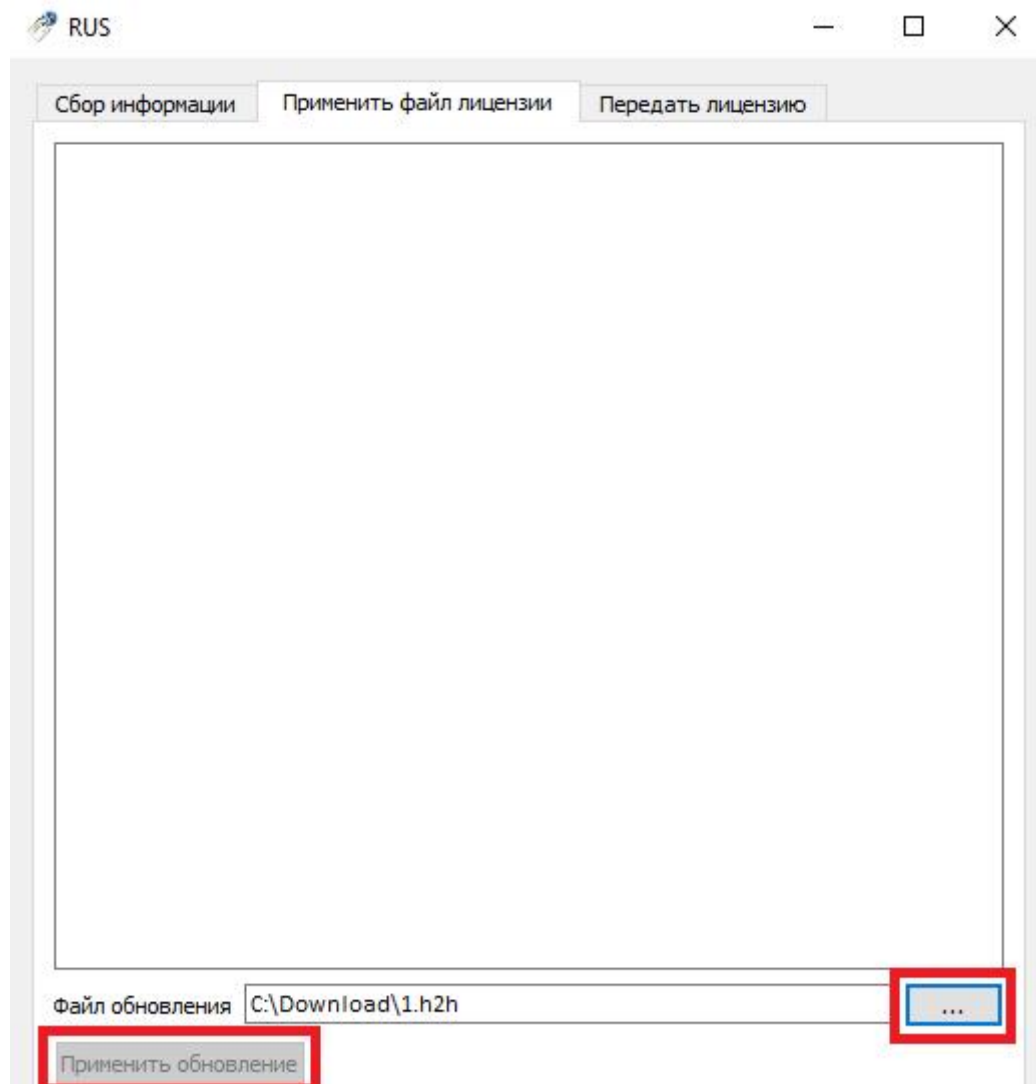 RUS
Сбор информации Применить файл лицензии Передать лицензию
Файл обновления C:\Download\1.h2h ...
Применить обновление